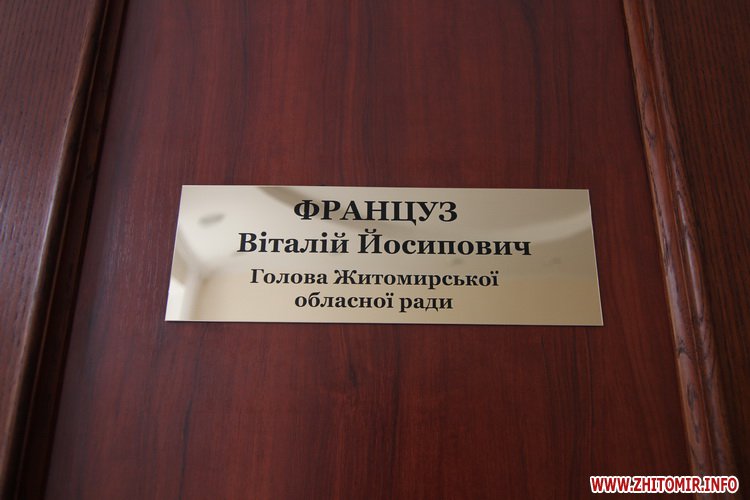 ФРАНЦУЗ
Віталій Йосипович
Голова Житомирської
обласної ради
WWW.ZHITOMIR.INFO